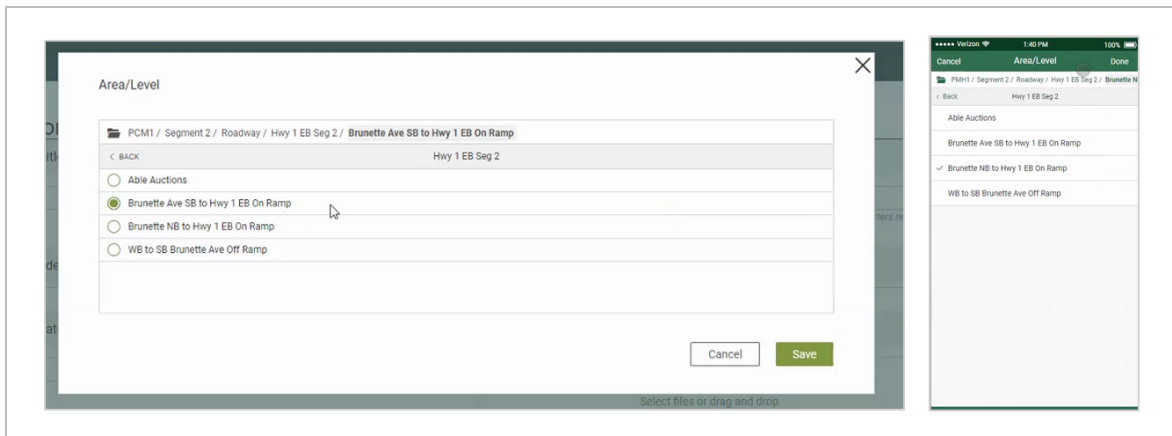 Area/Level
PCM1 / Segment 2 / Roadway / Hwy 1 EB Seg 2 / Brunette Ave SB to Hwy 1 EB On Ramp
< BACK Hwy 1 EB Seg 2
Able Auctions
Brunette Ave SB to Hwy 1 EB On Ramp
Brunette NB to Hwy 1 EB On Ramp
WB to SB Brunette Ave Off Ramp
Cancel Save
Select files or drag and drop
Verizon 1:40 PM 100%
Cancel Area/Level Done
PMH1 / Segment 2 / Roadway / Hwy 1 EB Seg 2 / Brunette N
< Back Hwy 1 EB Seg 2
Able Auctions
Brunette Ave SB to Hwy 1 EB On Ramp
Brunette NB to Hwy 1 EB On Ramp
WB to SB Brunette Ave Off Ramp